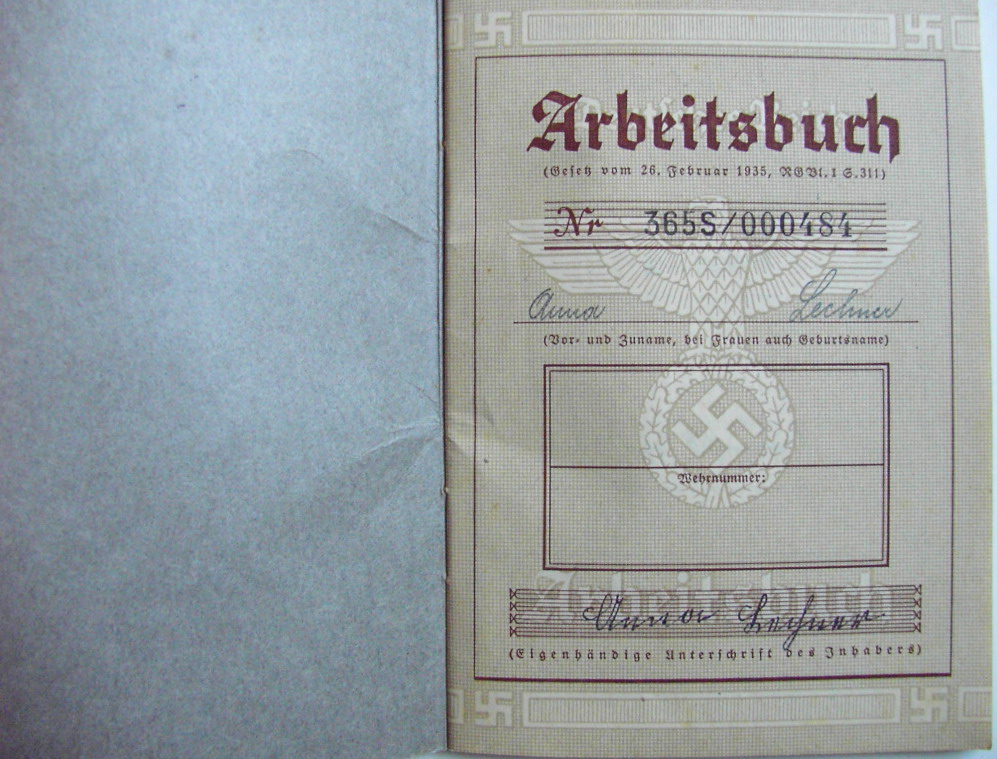 Arbeitsbuch
(Gesetz vom 26. Februar 1935, RGBl. I S. 311)
Nr 365S/000484
Anna Lechner
(Vor- und Zuname, bei Frauen auch Geburtsname)
Wehrnummer:
Arbeitsbuch
Anna Lechner
(Eigenhändige Unterschrift des Inhabers)